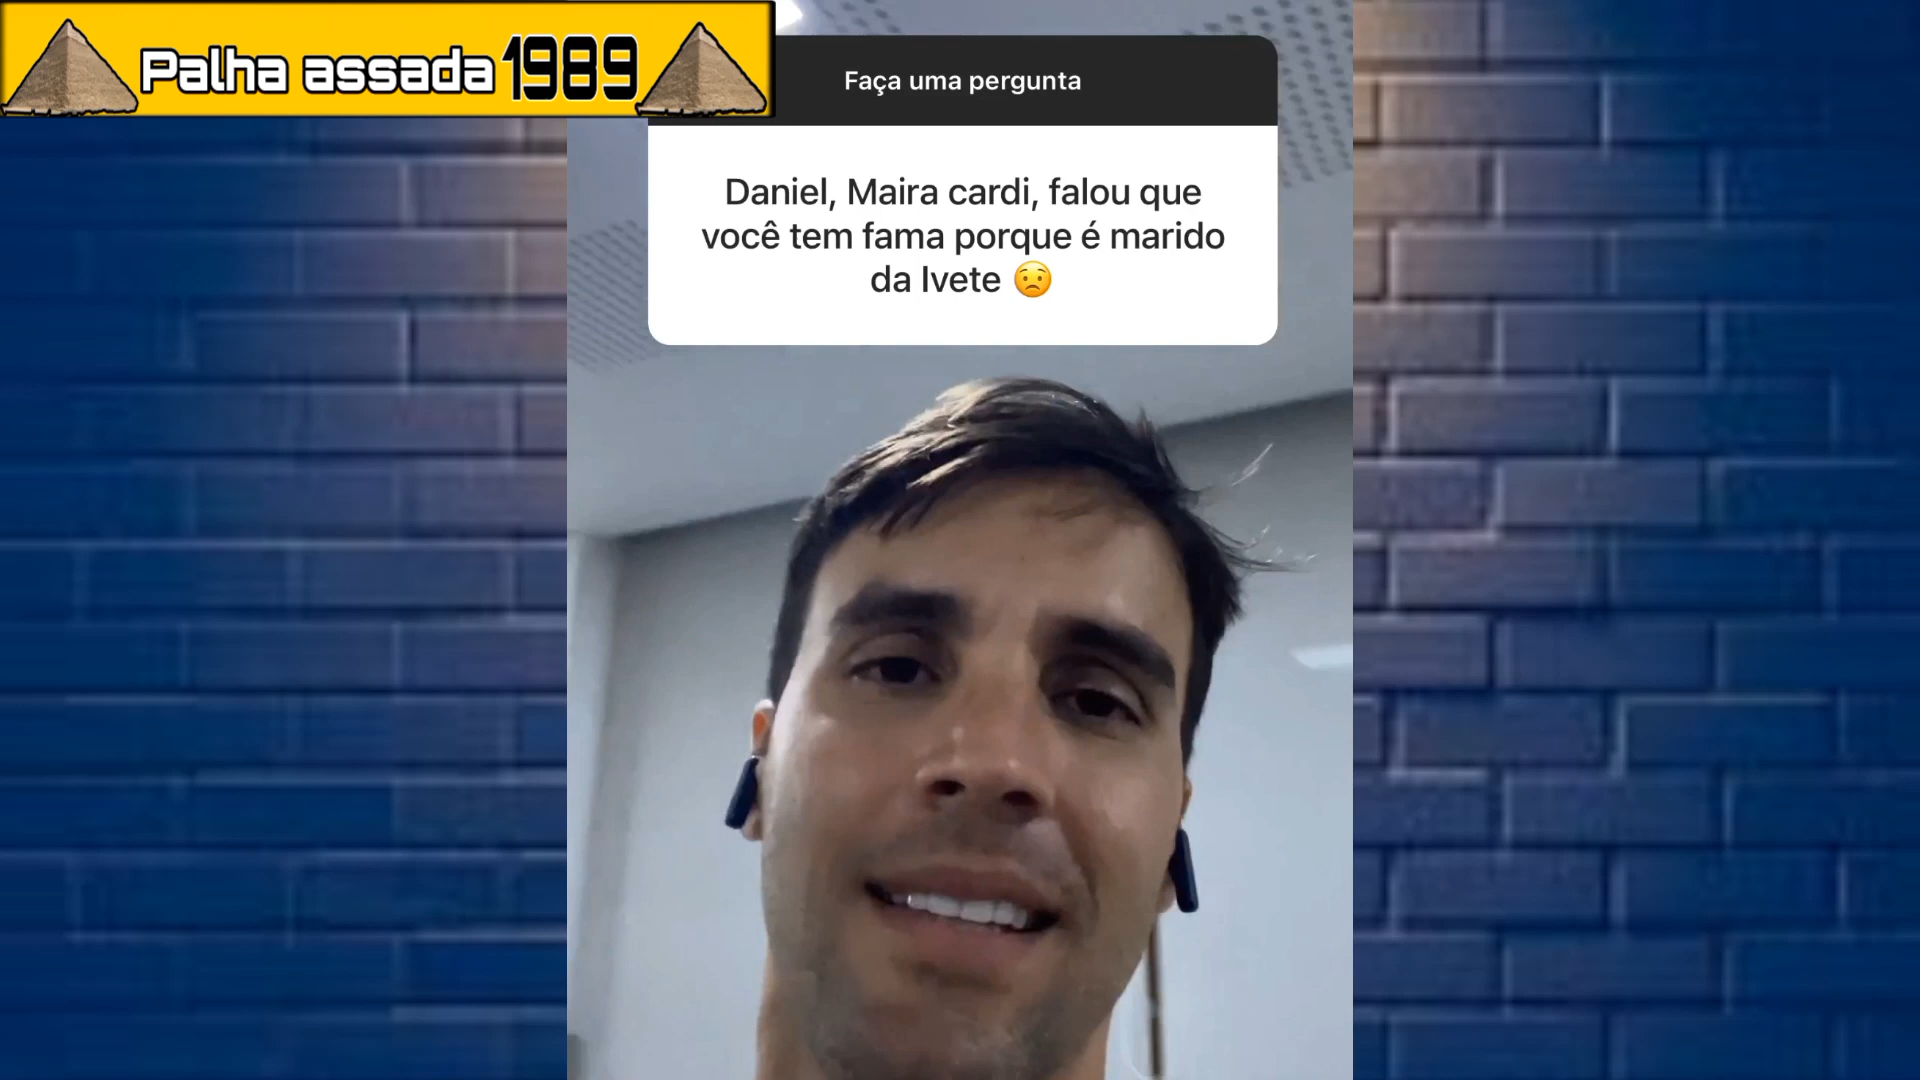 Palha assada 1989
Faça uma pergunta
Daniel, Maira cardi, falou que
você tem fama porque é marido
da Ivete 😟